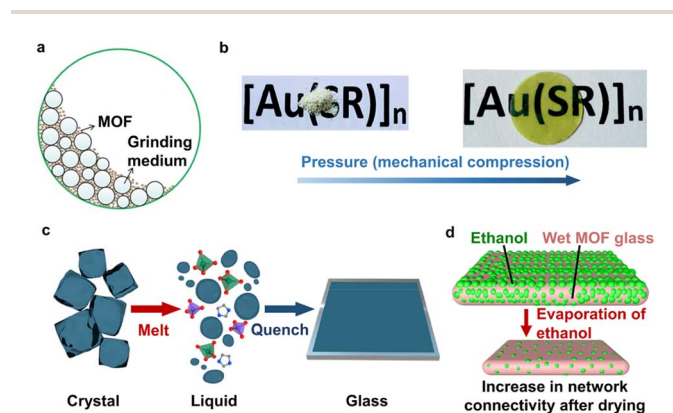 a
MOF
Grinding
medium
b
[Au(SR)]n
[Au(SR)]n
Pressure (mechanical compression)
c
Melt
Quench
Crystal
Liquid
Glass
d
Ethanol
Wet MOF glass
Evaporation of
ethanol
Increase in network
connectivity after drying